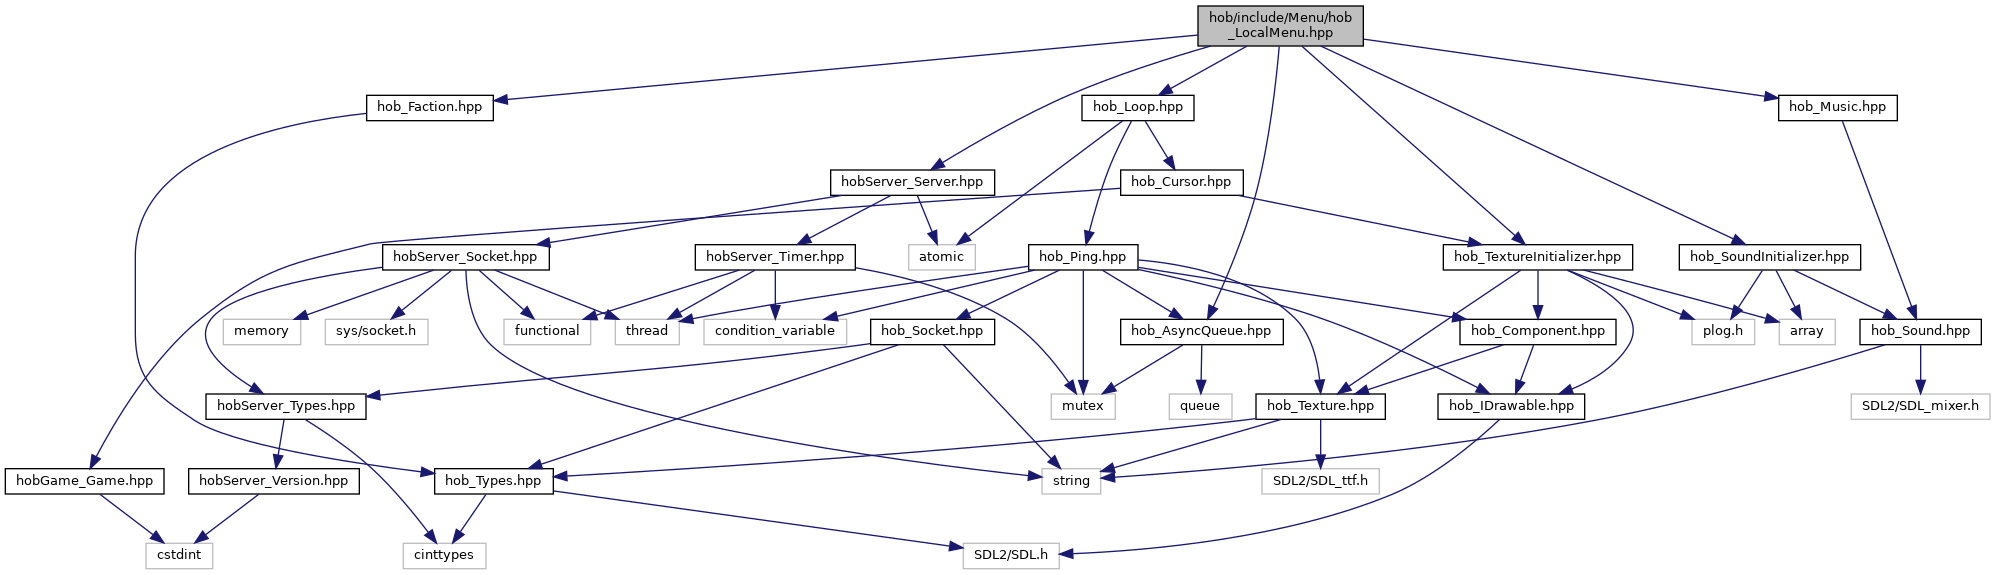 hob/include/Menu/hob
_LocalMenu.hpp
hob_Faction.hpp
hob_Loop.hpp
hob_Music.hpp
hobServer_Server.hpp
hob_Cursor.hpp
hobServer_Socket.hpp
hobServer_Timer.hpp
atomic
hob_Ping.hpp
hob_TextureInitializer.hpp
hob_SoundInitializer.hpp
memory
sys/socket.h
functional
thread
condition_variable
hob_Socket.hpp
hob_AsyncQueue.hpp
hob_Component.hpp
plog.h
array
hob_Sound.hpp
hobServer_Types.hpp
mutex
queue
hob_Texture.hpp
hob_IDrawable.hpp
SDL2/SDL_mixer.h
hobGame_Game.hpp
hobServer_Version.hpp
hob_Types.hpp
string
SDL2/SDL_ttf.h
cstdint
cinttypes
SDL2/SDL.h